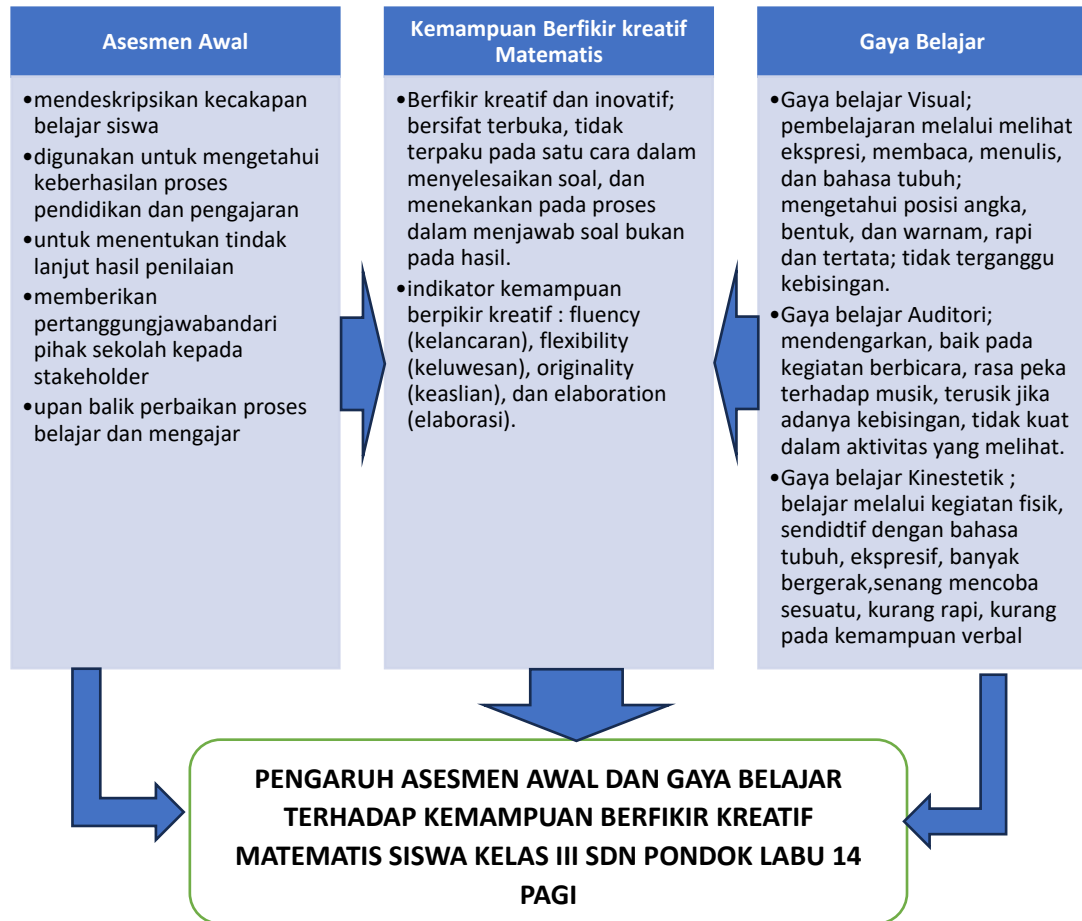 Asesmen Awal
•mendeskripsikan kecakapan
belajar siswa
•digunakan untuk mengetahui
keberhasilan proses
pendidikan dan pengajaran
•untuk menentukan tindak
lanjut hasil penilaian
•memberikan
pertanggungjawabandari
pihak sekolah kepada
stakeholder
•upan balik perbaikan proses
belajar dan mengajar
Kemampuan Berfikir kreatif
Matematis
•Berfikir kreatif dan inovatif;
bersifat terbuka, tidak
terpaku pada satu cara dalam
menyelesaikan soal, dan
menekankan pada proses
dalam menjawab soal bukan
pada hasil.
•indikator kemampuan
berpikir kreatif : fluency
(kelancaran), flexibility
(keluwesan), originality
(keaslian), dan elaboration
(elaborasi).
Gaya Belajar
•Gaya belajar Visual;
pembelajaran melalui melihat
ekspresi, membaca, menulis,
dan bahasa tubuh;
mengetahui posisi angka,
bentuk, dan warnam, rapi
dan tertata; tidak terganggu
kebisingan.
•Gaya belajar Auditori;
mendengarkan, baik pada
kegiatan berbicara, rasa peka
terhadap musik, terusik jika
adanya kebisingan, tidak kuat
dalam aktivitas yang melihat.
•Gaya belajar Kinestetik ;
belajar melalui kegiatan fisik,
sendidtif dengan bahasa
tubuh, ekspresif, banyak
bergerak,senang mencoba
sesuatu, kurang rapi, kurang
pada kemampuan verbal
PENGARUH ASESMEN AWAL DAN GAYA BELAJAR
TERHADAP KEMAMPUAN BERFIKIR KREATIF
MATEMATIS SISWA KELAS III SDN PONDOK LABU 14
PAGI